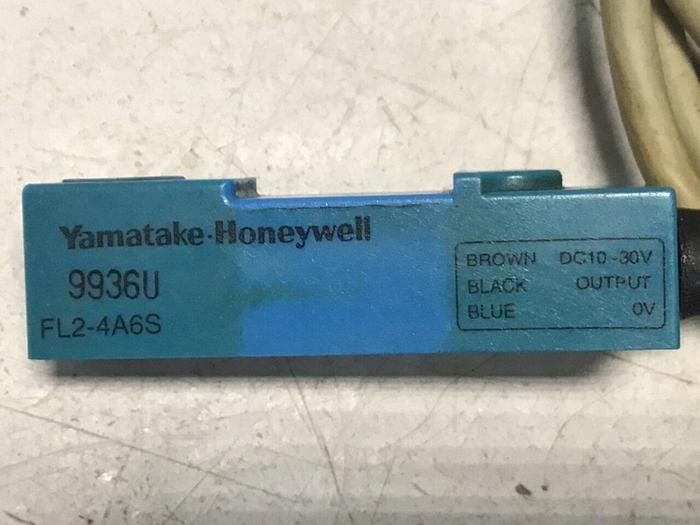 Yamatake·Honeywell
9936U
FL2-4A6S
BROWN DC10-30V
BLACK OUTPUT
BLUE 0V